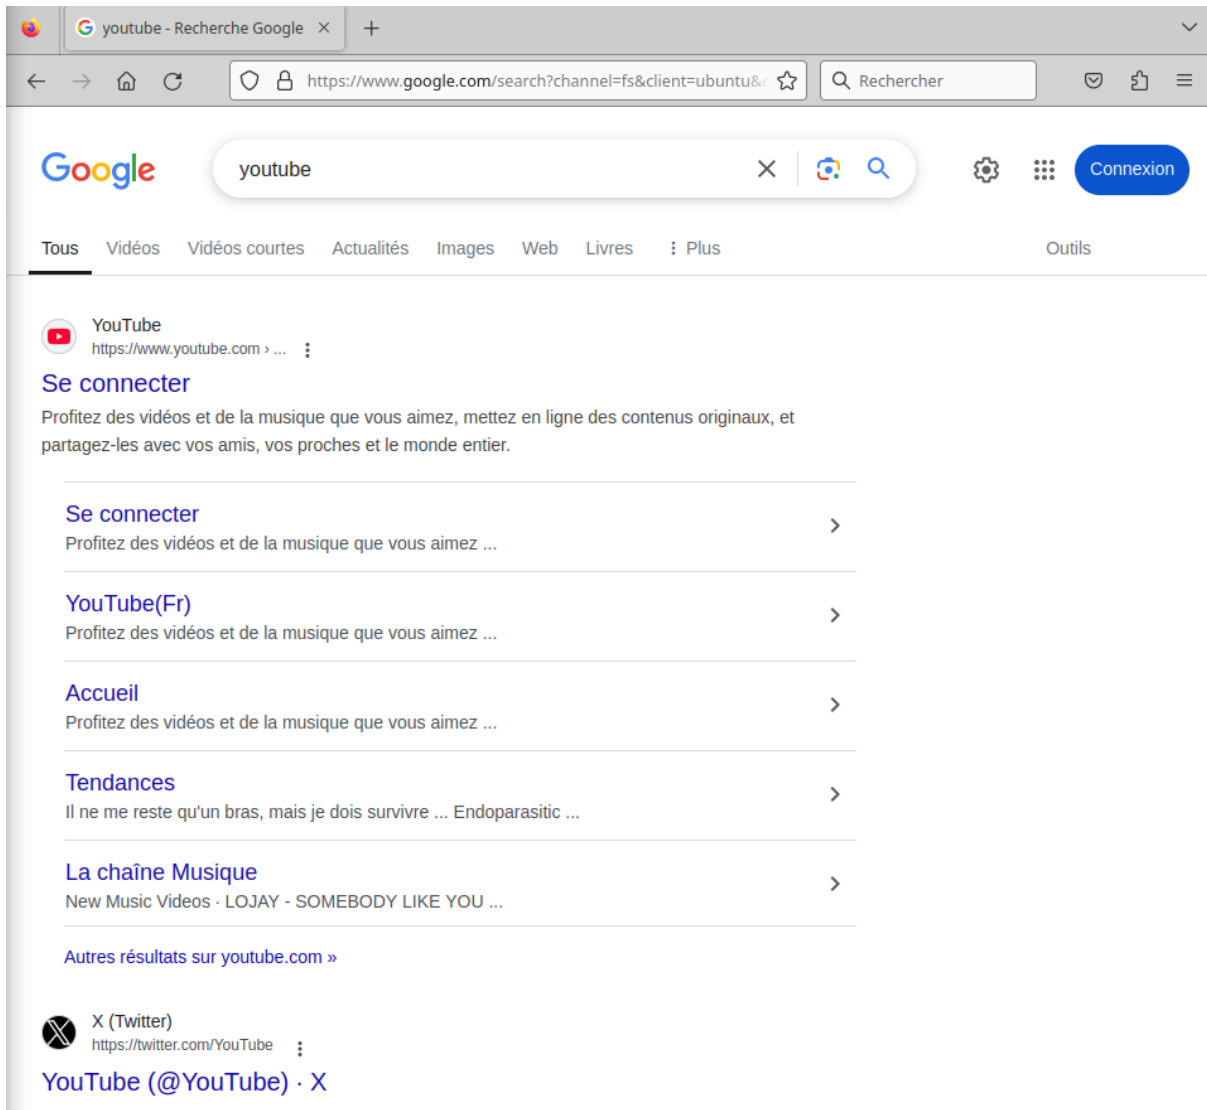 youtube - Recherche Google
https://www.google.com/search?channel=fs&client=ubuntu&
Rechercher
Google
youtube
Connexion
Tous Vidéos Vidéos courtes Actualités Images Web Livres Plus Outils
YouTube
https://www.youtube.com › ...
Se connecter
Profitez des vidéos et de la musique que vous aimez, mettez en ligne des contenus originaux, et
partagez-les avec vos amis, vos proches et le monde entier.
Se connecter
Profitez des vidéos et de la musique que vous aimez ...
YouTube(Fr)
Profitez des vidéos et de la musique que vous aimez ...
Accueil
Profitez des vidéos et de la musique que vous aimez ...
Tendances
Il ne me reste qu'un bras, mais je dois survivre ... Endoparasitic ...
La chaîne Musique
New Music Videos · LOJAY - SOMEBODY LIKE YOU ...
Autres résultats sur youtube.com »
X (Twitter)
https://twitter.com/YouTube
YouTube (@YouTube) · X